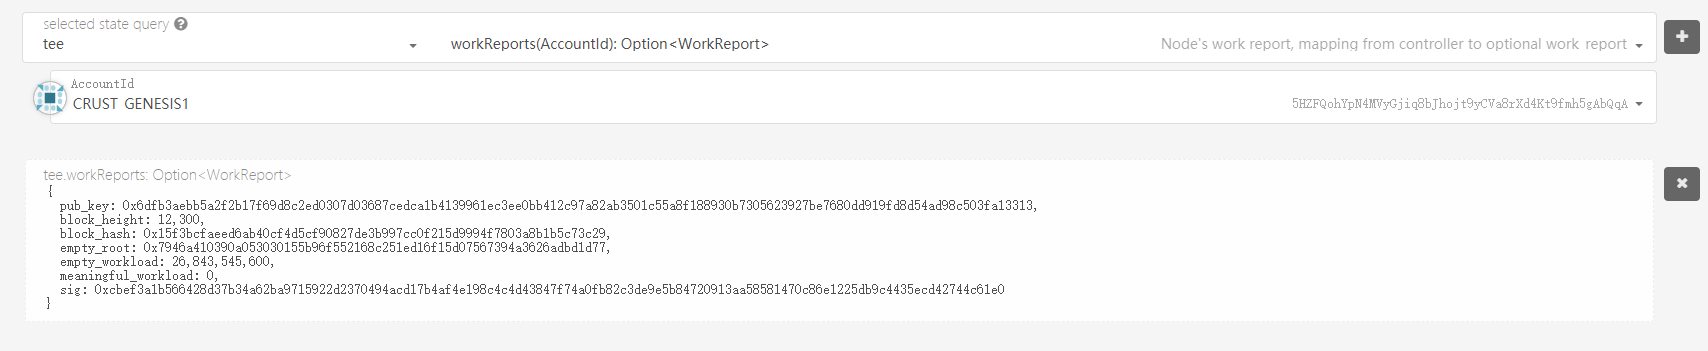 selected state query
tee
workReports(AccountId): Option<WorkReport>
Node's work report, mapping from controller to optional work report
AccountId
CRUST GENESIS1
5HZFQohYpN4MVyGjiq8bJhojt9yCVa8rXd4Kt9fmh5gAbQqA
tee.workReports: Option<WorkReport>
{
pub_key: 0x6dfb3aebb5a2f2b17f69d8c2ed0307d03687cedca1b4139961ec3ee0bb412c97a82ab3501c55a8f188930b7305623927be7680dd919fd8d54ad98c503fa13313,
block_height: 12,300,
block_hash: 0x15f3bcfaeed6ab40cf4d5cf90827de3b997cc0f215d9994f7803a8b1b5c73c29,
empty_root: 0x7946a410390a053030155b96f552168c251ed16f15d07567394a3626adbd1d77,
empty_workload: 26,843,545,600,
meaningful_workload: 0,
sig: 0xcbef3a1b566428d37b34a62ba9715922d2370494acd17b4af4e198c4c4d43847f74a0fb82c3de9e5b84720913aa58581470c86e1225db9c4435ecd42744c61e0
}